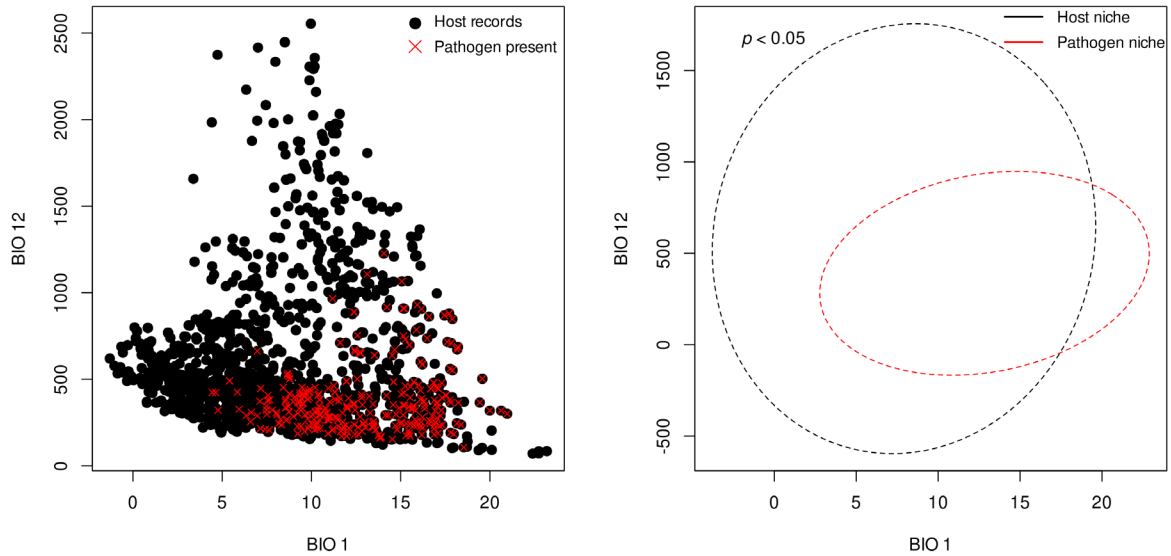 Host records
Pathogen present
BIO 12
2500
2000
1500
1000
500
0
0 5 10 15 20
BIO 1
Host niche
Pathogen niche
p < 0.05
BIO 12
1500
1000
500
0
-500
0 5 10 15 20
BIO 1